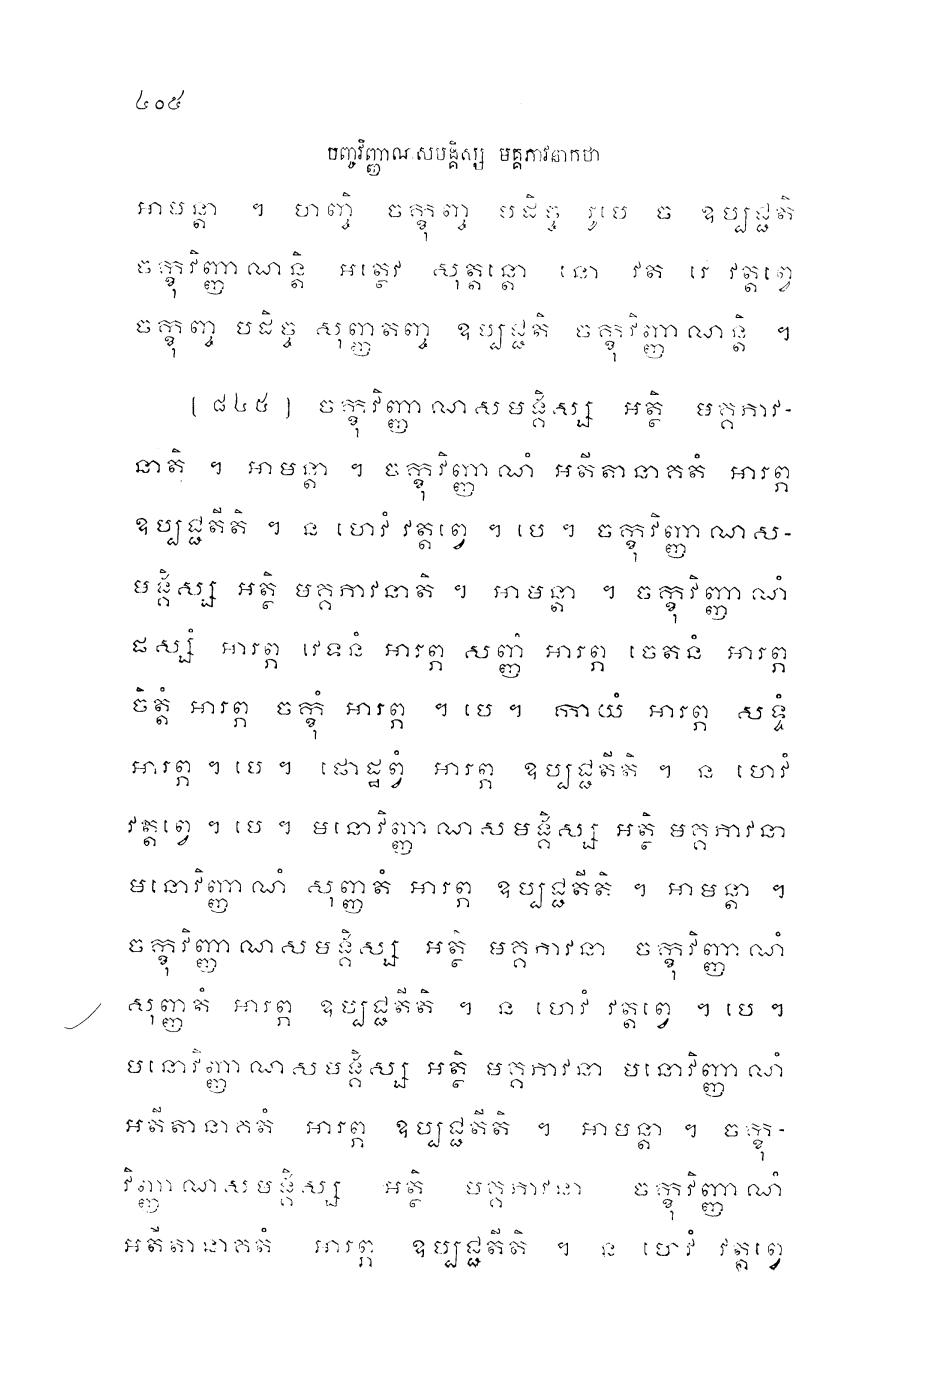 ៤០៥
បញ្ចវិញ្ញាណសមង្គិស្ស មគ្គភាវនាកថា
អាមន្តា ។ ហញ្ចិ ចក្ខុញ្ច បដិច្ច រូបេ ច ឧប្បជ្ជតិ
ចក្ខុវិញ្ញាណន្តិ អត្ថេវ សុត្តន្តោ នោ វត រេ វត្តព្វេ
ចក្ខុញ្ច បដិច្ច សុញ្ញតញ្ច ឧប្បជ្ជតិ ចក្ខុវិញ្ញាណន្តិ ។
[៨៤៥] ចក្ខុវិញ្ញាណសមង្គិស្ស អត្ថិ មគ្គភាវ-
នាតិ ។ អាមន្តា ។ ចក្ខុវិញ្ញាណំ អតីតានាគតំ អារព្ភ
ឧប្បជ្ជតីតិ ។ ន ហេវំ វត្តព្វេ ។ បេ ។ ចក្ខុវិញ្ញាណស-
មង្គិស្ស អត្ថិ មគ្គភាវនាតិ ។ អាមន្តា ។ ចក្ខុវិញ្ញាណំ
ផស្សំ អារព្ភ វេទនំ អារព្ភ សញ្ញំ អារព្ភ ចេតនំ អារព្ភ
ចិត្តំ អារព្ភ ចក្ខុំ អារព្ភ ។ បេ ។ កាយំ អារព្ភ សទ្ទំ
អារព្ភ ។ បេ ។ ផោដ្ឋព្វំ អារព្ភ ឧប្បជ្ជតីតិ ។ ន ហេវំ
វត្តព្វេ ។ បេ ។ មនោវិញ្ញាណសមង្គិស្ស អត្ថិ មគ្គភាវនា
មនោវិញ្ញាណំ សុញ្ញតំ អារព្ភ ឧប្បជ្ជតីតិ ។ អាមន្តា ។
ចក្ខុវិញ្ញាណសមង្គិស្ស អត្ថិ មគ្គភាវនា ចក្ខុវិញ្ញាណំ
សុញ្ញតំ អារព្ភ ឧប្បជ្ជតីតិ ។ ន ហេវំ វត្តព្វេ ។ បេ ។
មនោវិញ្ញាណសមង្គិស្ស អត្ថិ មគ្គភាវនា មនោវិញ្ញាណំ
អតីតានាគតំ អារព្ភ ឧប្បជ្ជតីតិ ។ អាមន្តា ។ ចក្ខុ-
វិញ្ញាណសមង្គិស្ស អត្ថិ មគ្គភាវនា ចក្ខុវិញ្ញាណំ
អតីតានាគតំ អារព្ភ ឧប្បជ្ជតីតិ ។ ន ហេវំ វត្តព្វេ